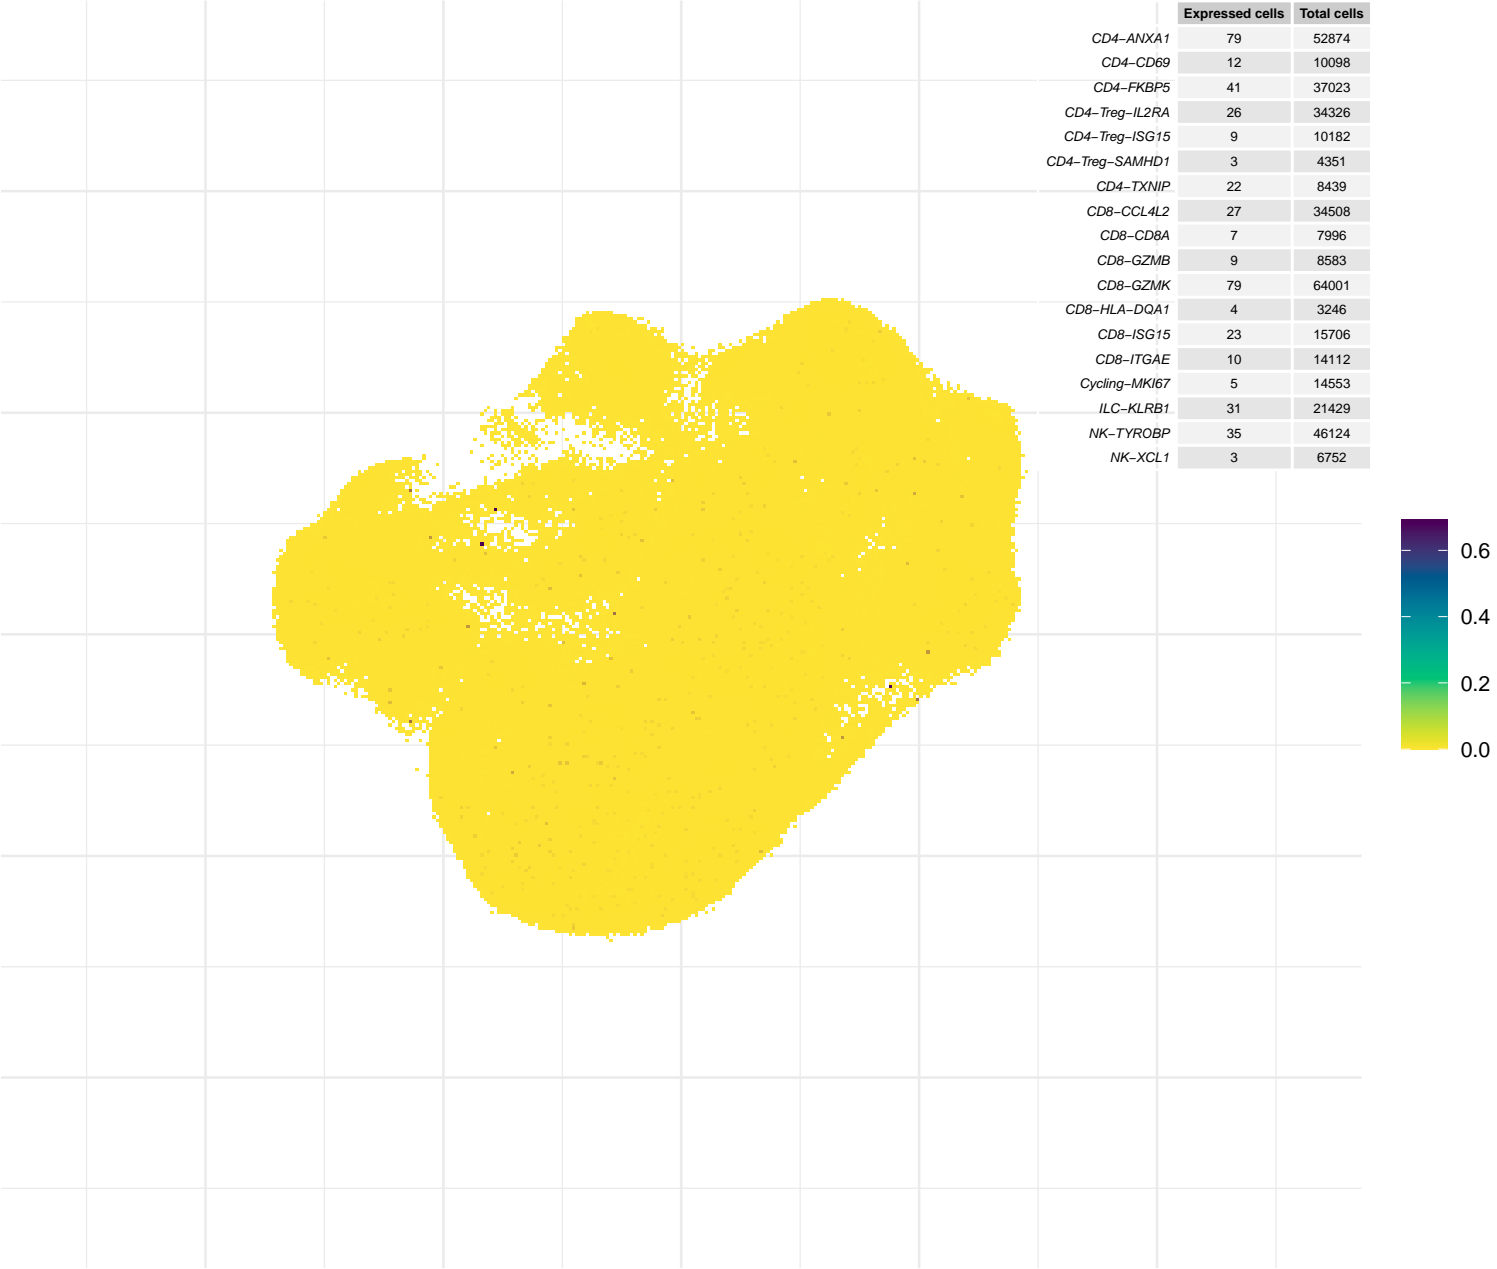 Expressed cells Total cells
CD4−ANXA1 79 52874
CD4−CD69 12 10098
CD4−FKBP5 41 37023
CD4−Treg−IL2RA 26 34326
CD4−Treg−ISG15 9 10182
CD4−Treg−SAMHD1 3 4351
CD4−TXNIP 22 8439
CD8−CCL4L2 27 34508
CD8−CD8A 7 7996
CD8−GZMB 9 8583
CD8−GZMK 79 64001
CD8−HLA−DQA1 4 3246
CD8−ISG15 23 15706
CD8−ITGAE 10 14112
Cycling−MKI67 5 14553
ILC−KLRB1 31 21429
NK−TYROBP 35 46124
NK−XCL1 3 6752
0.6
0.4
0.2
0.0